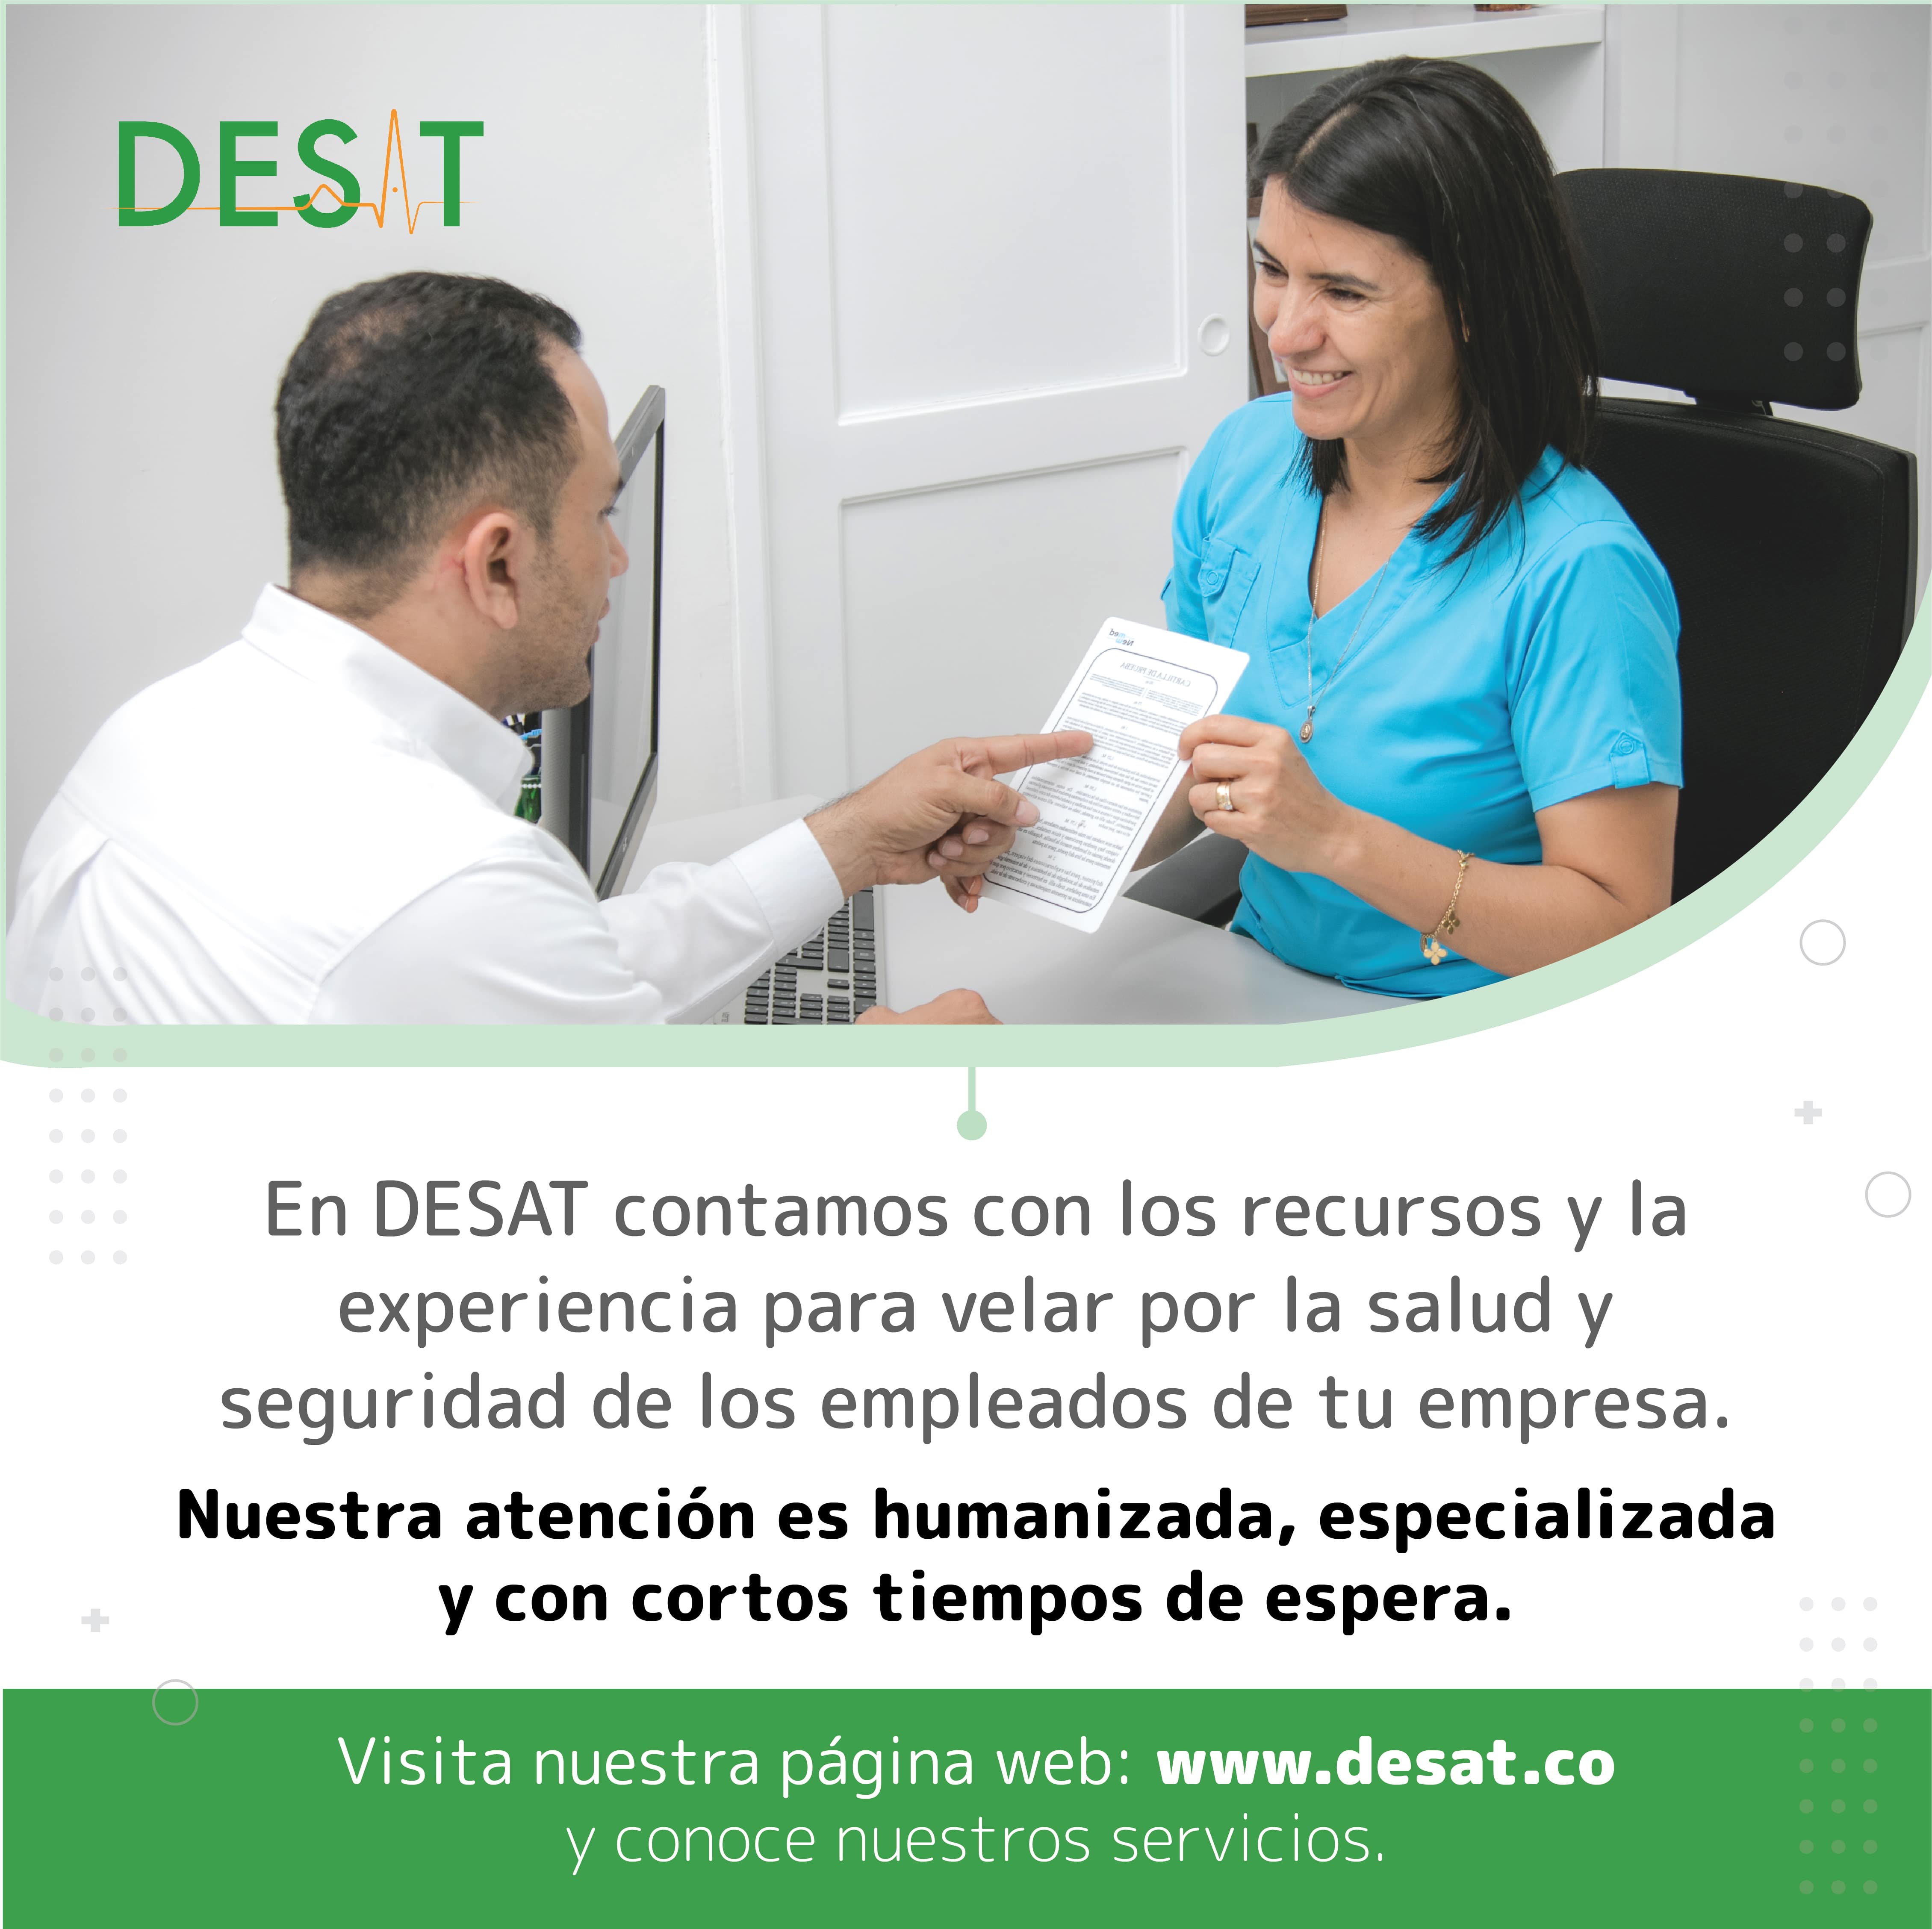 DESAT
En DESAT contamos con los recursos y la
experiencia para velar por la salud y
seguridad de los empleados de tu empresa.
Nuestra atención es humanizada, especializada
y con cortos tiempos de espera.
Visita nuestra página web: www.desat.co
y conoce nuestros servicios.